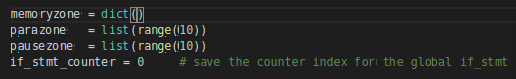 memoryzone = dict()
parazone   = list(range(10))
pausezone  = list(range(10))
if_stmt_counter = 0     # save the counter index for the global if_stmt